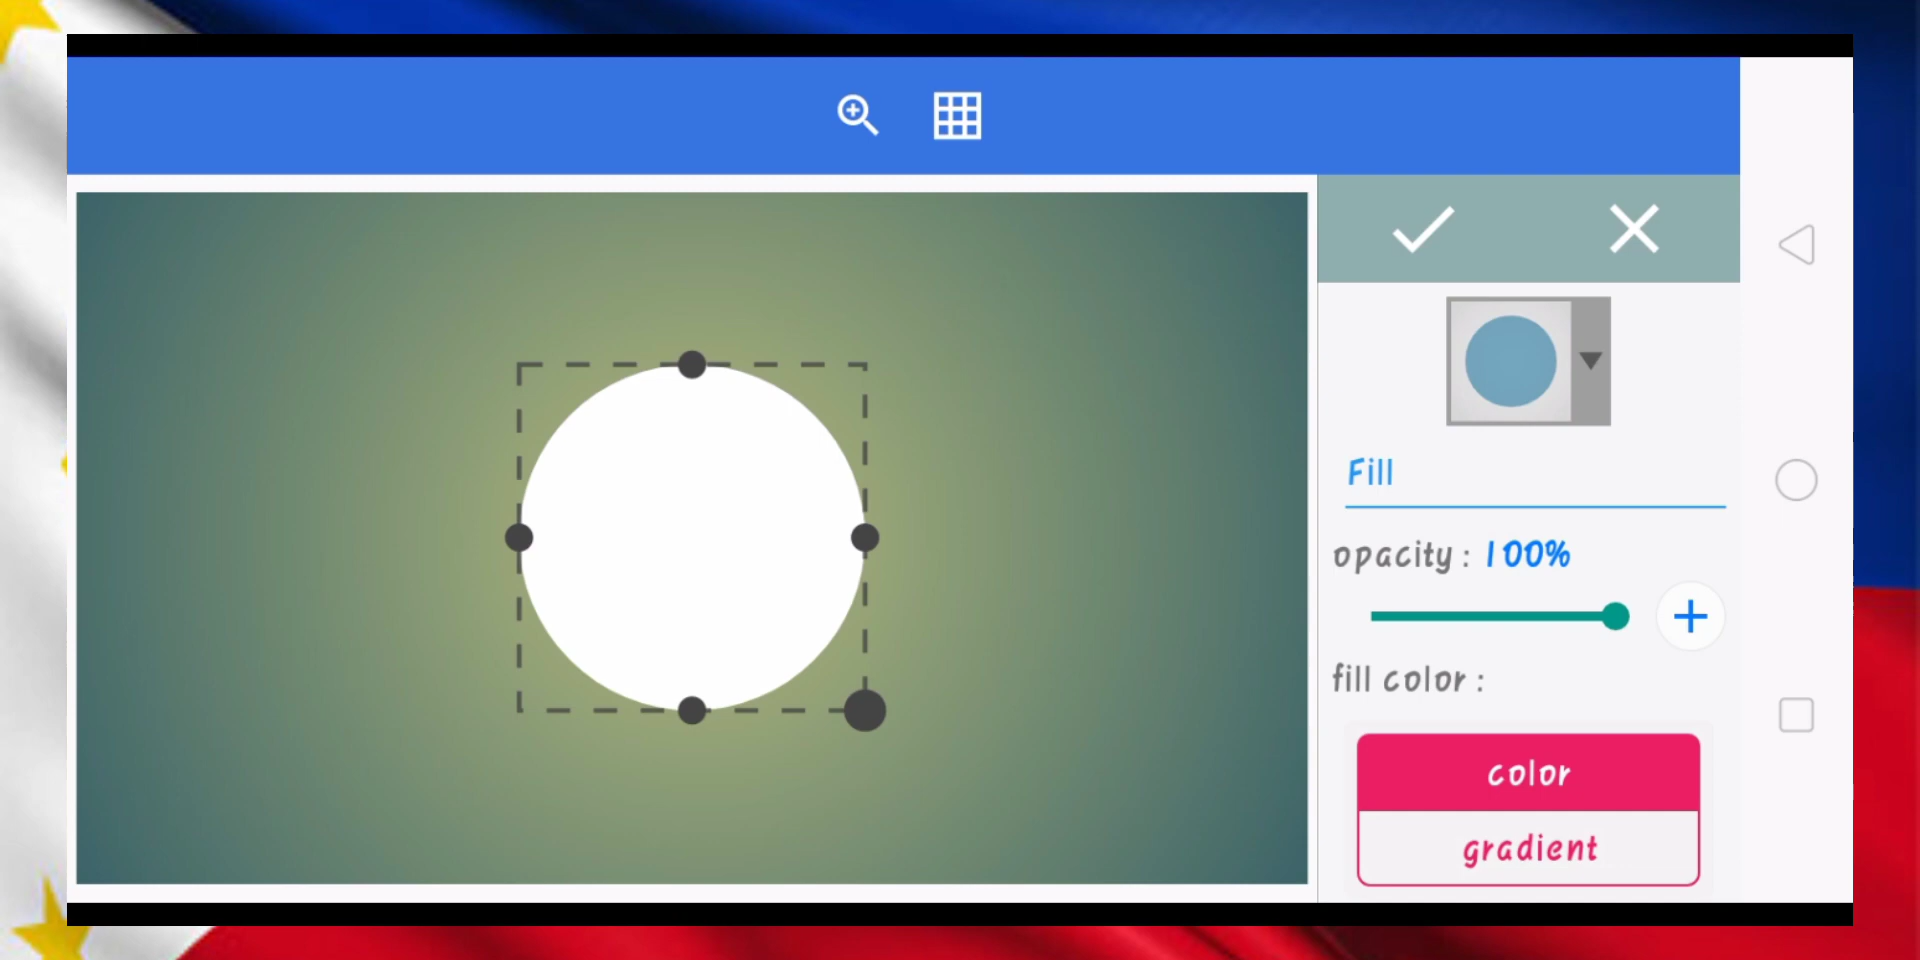 Fill
opacity : 100%
fill color :
color
gradient